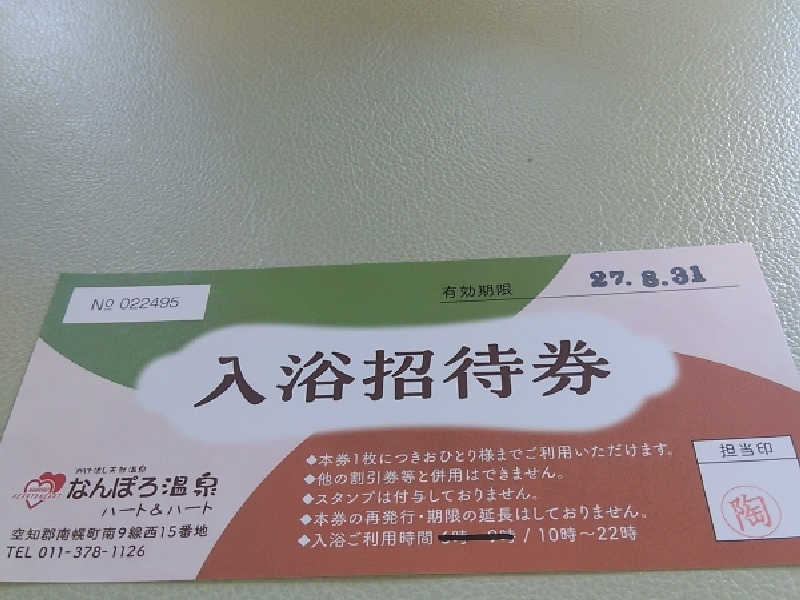 No 022495
有効期限 27. 8.31
入浴招待券
◆本券1枚につきおひとり様までご利用いただけます。
◆他の割引券等と併用はできません。
◆スタンプは付与しておりません。
◆本券の再発行・期限の延長はしておりません。
◆入浴ご利用時間 6時〜9時 / 10時〜22時
担当印
陶
なんぽろ温泉
ハート&ハート
空知郡南幌町南9線西15番地
TEL 011-378-1126